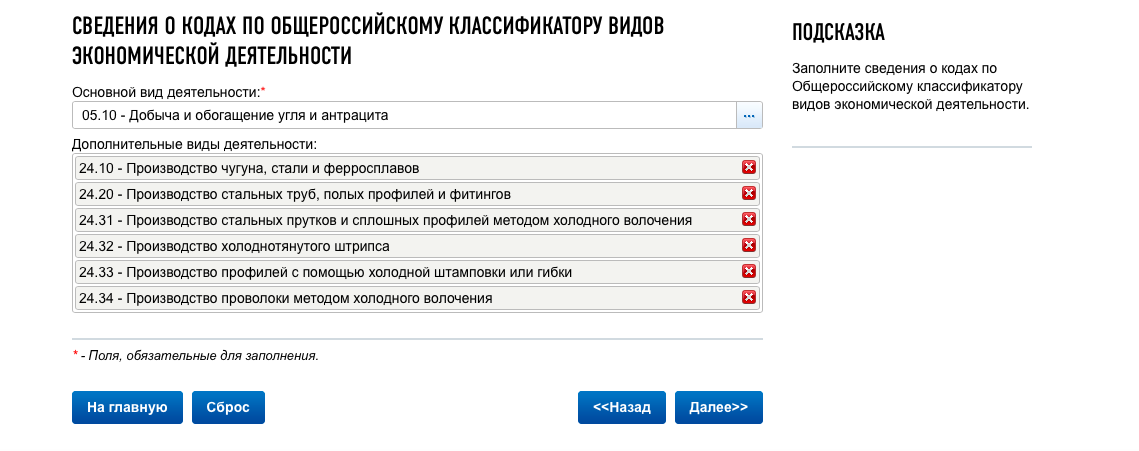 СВЕДЕНИЯ О КОДАХ ПО ОБЩЕРОССИЙСКОМУ КЛАССИФИКАТОРУ ВИДОВ
ЭКОНОМИЧЕСКОЙ ДЕЯТЕЛЬНОСТИ
Основной вид деятельности:*
05.10 - Добыча и обогащение угля и антрацита
...
Дополнительные виды деятельности:
24.10 - Производство чугуна, стали и ферросплавов
24.20 - Производство стальных труб, полых профилей и фитингов
24.31 - Производство стальных прутков и сплошных профилей методом холодного волочения
24.32 - Производство холоднотянутого штрипса
24.33 - Производство профилей с помощью холодной штамповки или гибки
24.34 - Производство проволоки методом холодного волочения
* - Поля, обязательные для заполнения.
На главную
Сброс
<<Назад
Далее>>
ПОДСКАЗКА
Заполните сведения о кодах по
Общероссийскому классификатору
видов экономической деятельности.